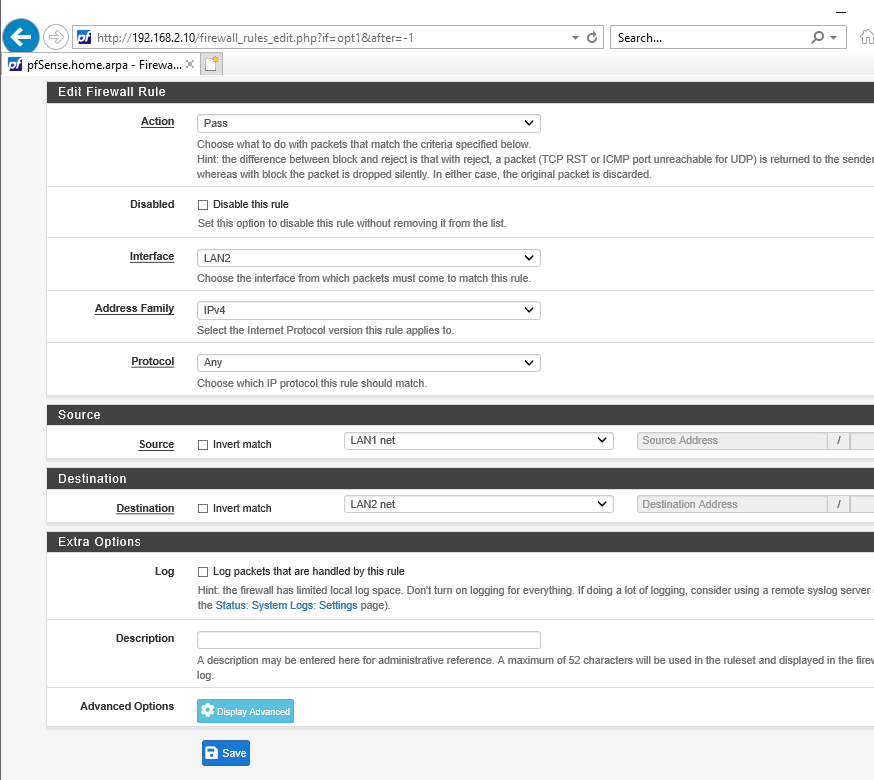 http://192.168.2.10/firewall_rules_edit.php?if=opt1&after=-1
Search...
pfSense.home.arpa - Firewa...
Edit Firewall Rule
Action
Pass
Choose what to do with packets that match the criteria specified below.
Hint: the difference between block and reject is that with reject, a packet (TCP RST or ICMP port unreachable for UDP) is returned to the sender
whereas with block the packet is dropped silently. In either case, the original packet is discarded.
Disabled
Disable this rule
Set this option to disable this rule without removing it from the list.
Interface
LAN2
Choose the interface from which packets must come to match this rule.
Address Family
IPv4
Select the Internet Protocol version this rule applies to.
Protocol
Any
Choose which IP protocol this rule should match.
Source
Source
Invert match
LAN1 net
Source Address
/
Destination
Destination
Invert match
LAN2 net
Destination Address
/
Extra Options
Log
Log packets that are handled by this rule
Hint: the firewall has limited local log space. Don't turn on logging for everything. If doing a lot of logging, consider using a remote syslog server
the Status: System Logs: Settings page).
Description
A description may be entered here for administrative reference. A maximum of 52 characters will be used in the ruleset and displayed in the
log.
Advanced Options
Display Advanced
Save